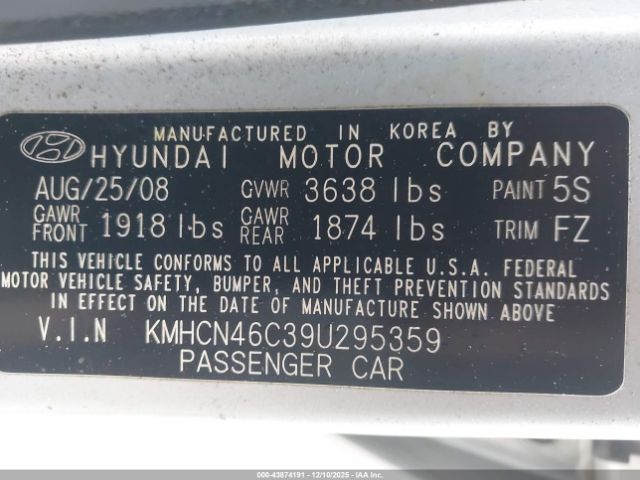 MANUFACTURED IN KOREA BY
HYUNDAI MOTOR COMPANY
AUG/25/08 GVWR 3638 lbs PAINT 5S
GAWR FRONT 1918 lbs GAWR REAR 1874 lbs TRIM FZ
THIS VEHICLE CONFORMS TO ALL APPLICABLE U.S.A. FEDERAL
MOTOR VEHICLE SAFETY, BUMPER, AND THEFT PREVENTION STANDARDS
IN EFFECT ON THE DATE OF MANUFACTURE SHOWN ABOVE.
V.I.N KMHCN46C39U295359
PASSENGER CAR
000-43874191 - 12/10/2025 - IAAI, Inc.